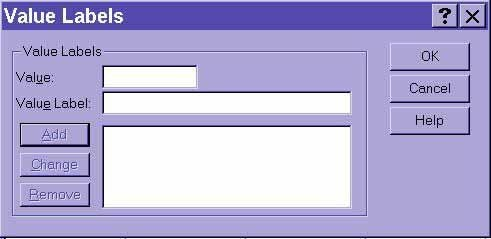 Value Labels
?
Value Labels
Value:
Value Label:
Add
Change
Remove
OK
Cancel
Help